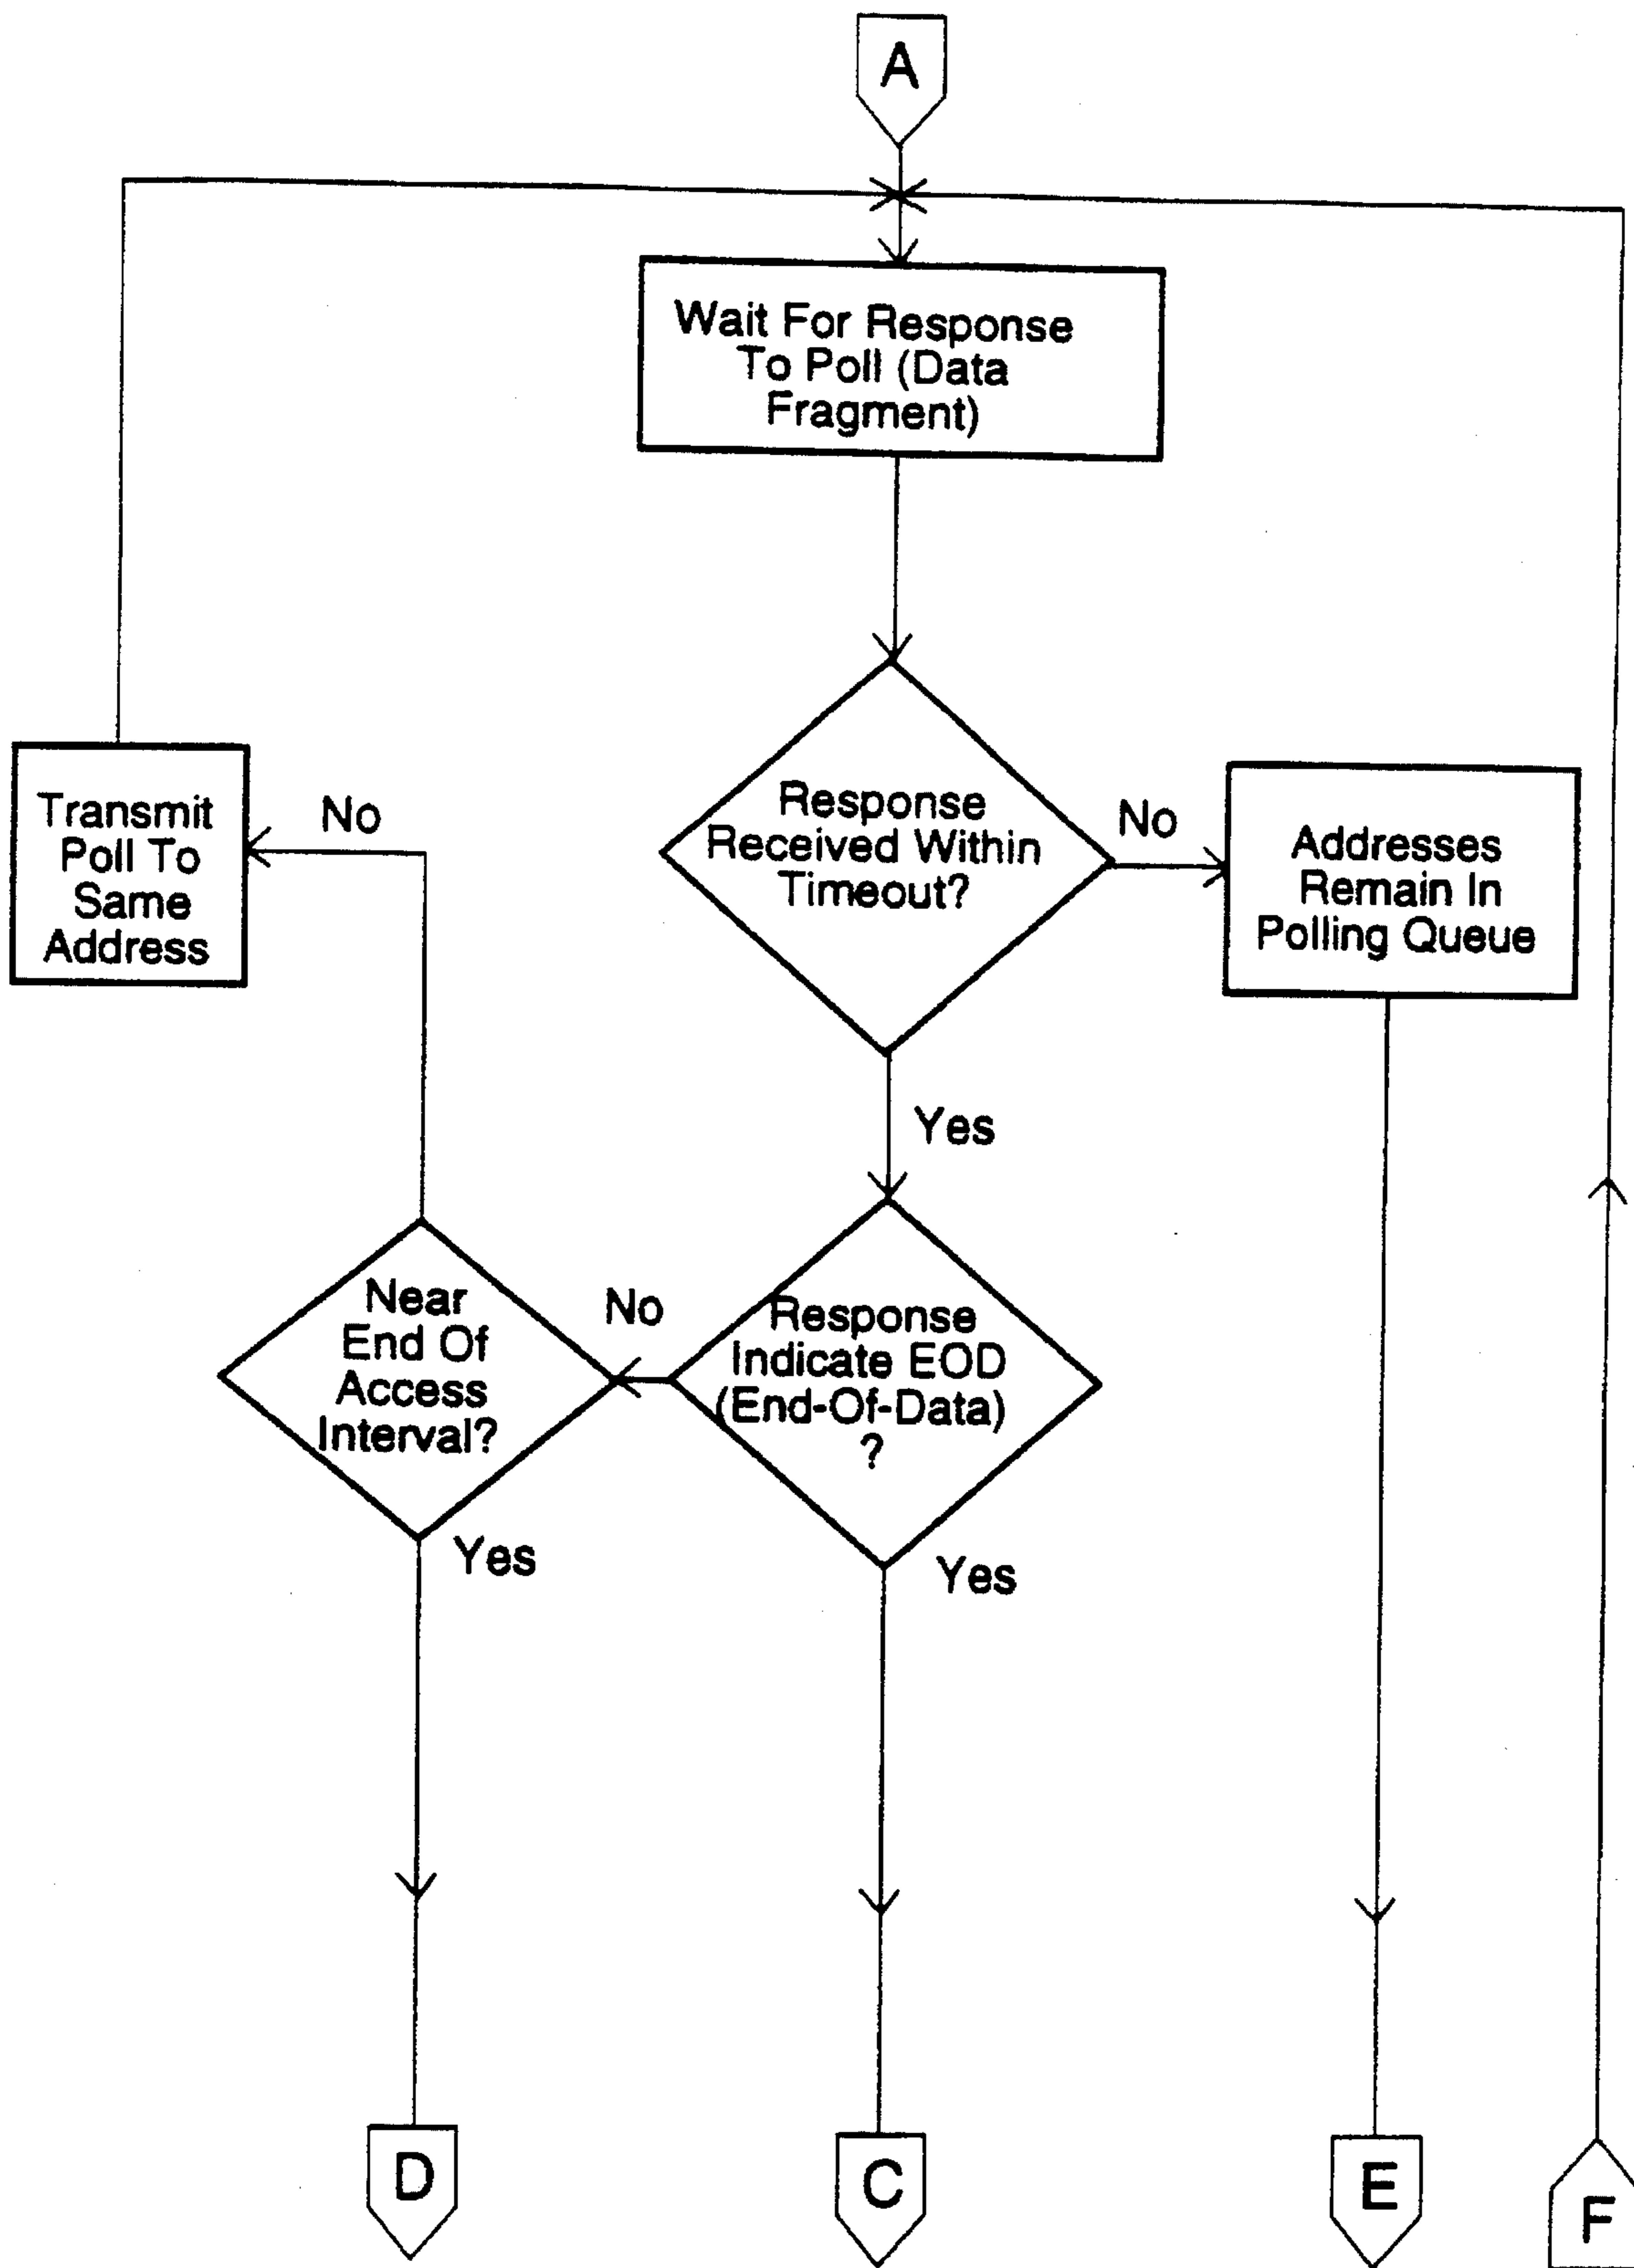 A
Wait For Response
To Poll (Data
Fragment)
Transmit
Poll To
Same
Address
No
Response
Received Within
Timeout?
No
Addresses
Remain In
Polling Queue
Yes
Near
End Of
Access
Interval?
No
Response
Indicate EOD
(End-Of-Data)
?
Yes
Yes
D
C
E
F